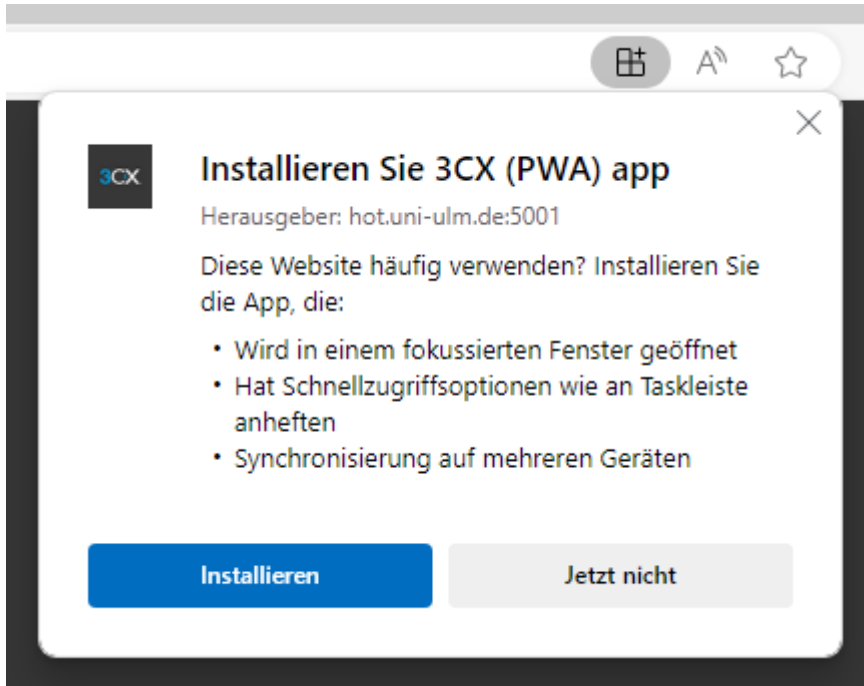 3CX
Installieren Sie 3CX (PWA) app
Herausgeber: hot.uni-ulm.de:5001
Diese Website häufig verwenden? Installieren Sie
die App, die:
• Wird in einem fokussierten Fenster geöffnet
• Hat Schnellzugriffsoptionen wie an Taskleiste
anheften
• Synchronisierung auf mehreren Geräten
Installieren
Jetzt nicht